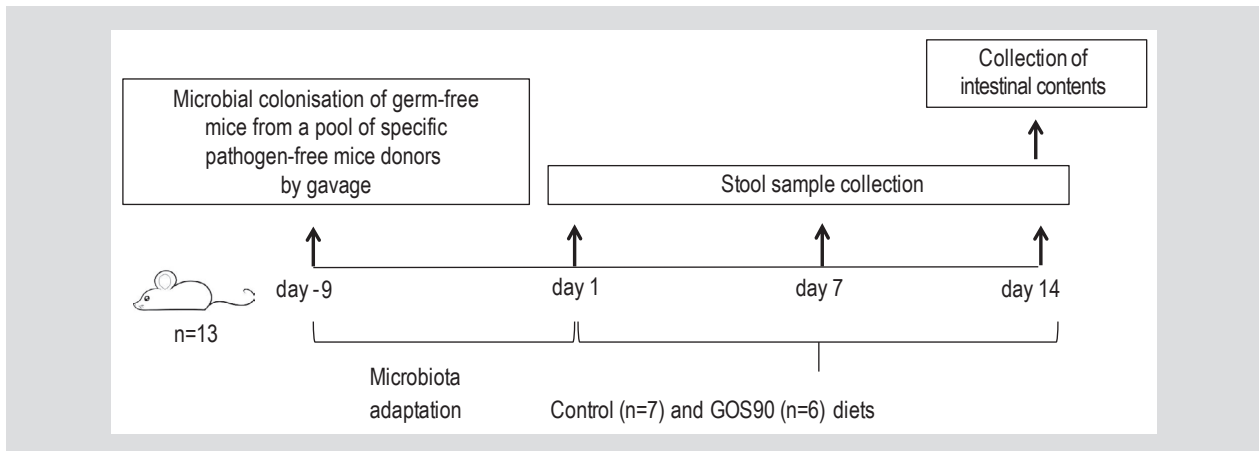 Microbial colonisation of germ-free
mice from a pool of specific
pathogen-free mice donors
by gavage
Collection of
intestinal contents
Stool sample collection
day -9
day 1
day 7
day 14
n=13
Microbiota
adaptation
Control (n=7) and GOS90 (n=6) diets